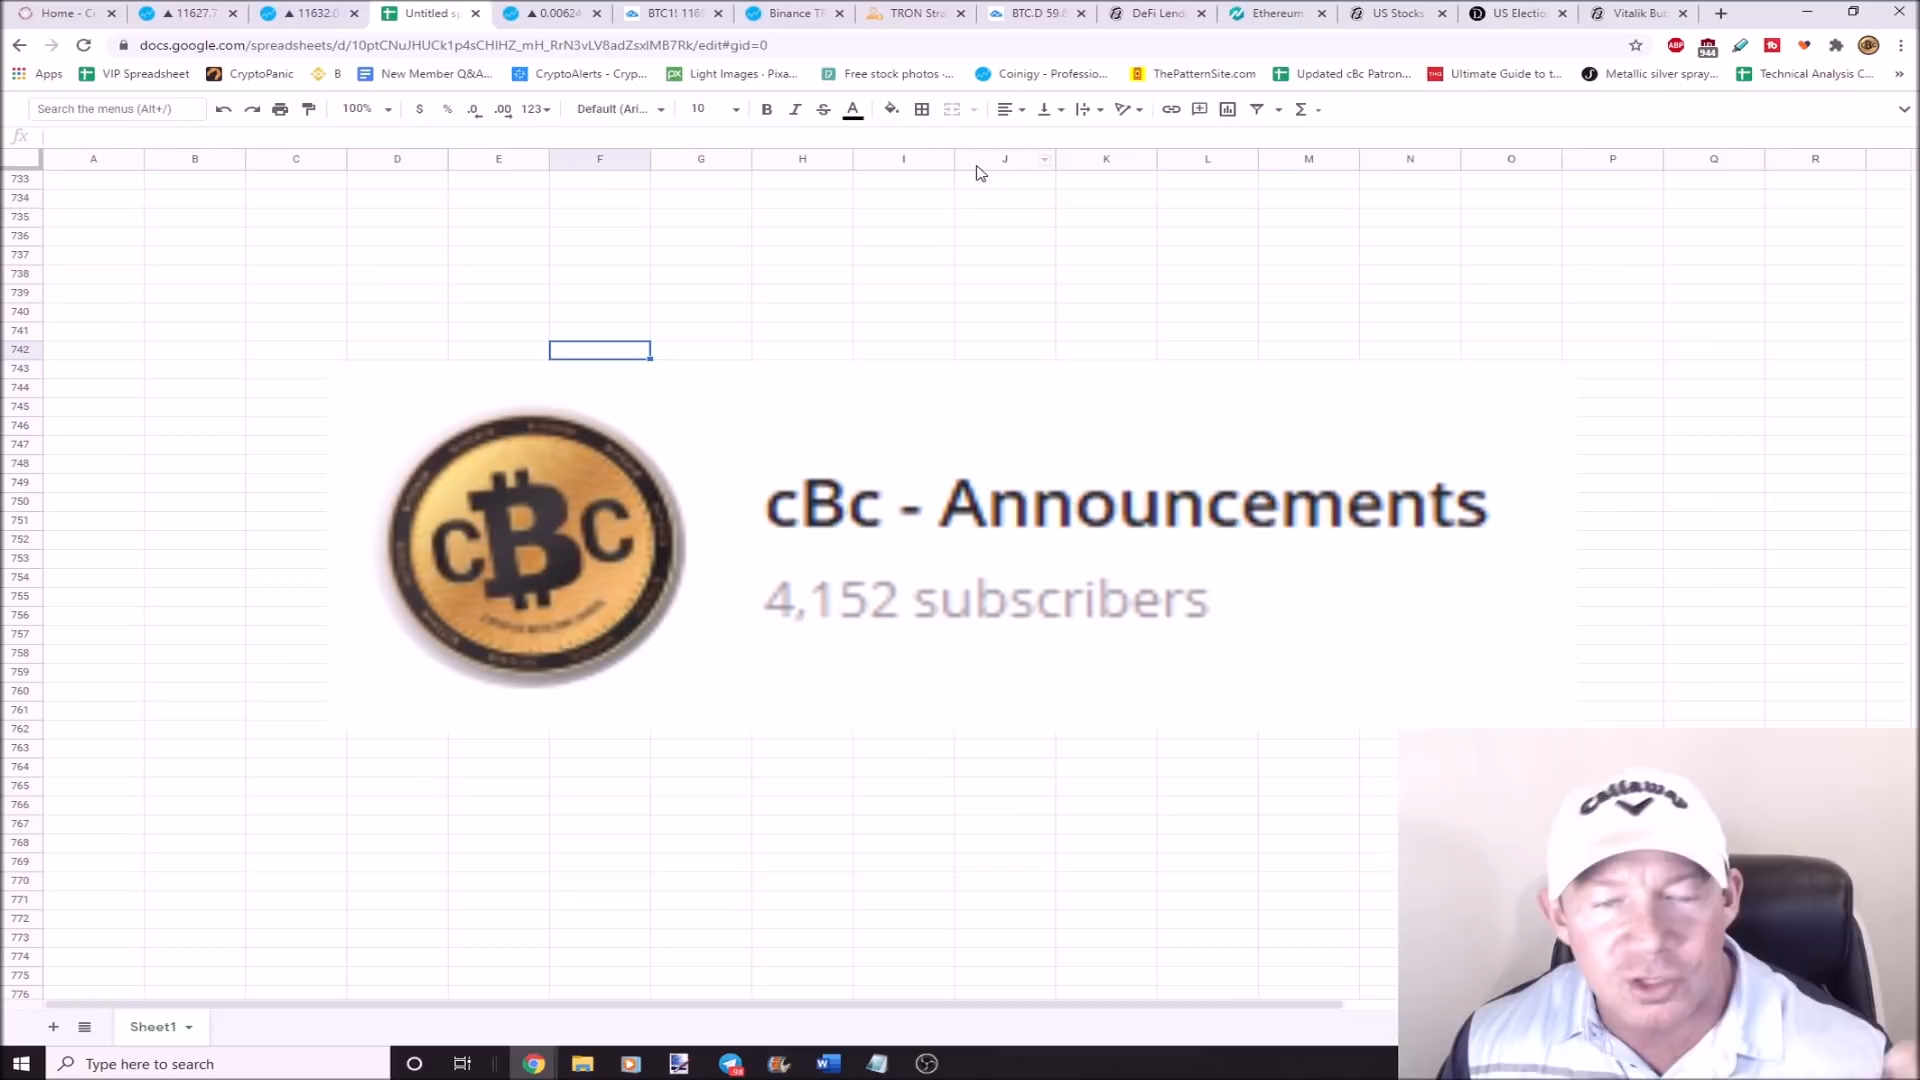 Home - Cr
▲ 11627.7
▲ 11632.0
Untitled s
▲ 0.00624
BTC1! 116
Binance TR
TRON Stra
BTC.D 59.8
DeFi Lend
Ethereum
US Stocks
US Electio
Vitalik But
docs.google.com/spreadsheets/d/10ptCNuJHUCk1p4sCHIHZ_mH_RrN3vLV8adZsxIMB7Rk/edit#gid=0
ABP
944
Apps
VIP Spreadsheet
CryptoPanic
B
New Member Q&A...
CryptoAlerts - Cryp...
Light Images · Pixa...
Free stock photos ·...
Coinigy - Professio...
ThePatternSite.com
Updated cBc Patron...
Ultimate Guide to t...
Metallic silver spray...
Technical Analysis C...
»
Search the menus (Alt+/)
100%
$
%
.0
.00
123
Default (Ari...
10
B
I
S
A
Σ
fx
A B C D E F G H I J K L M N O P Q R
733
734
735
736
737
738
739
740
741
742
743
744
745
746
747
748
749
750
751
752
753
754
755
756
757
758
759
760
761
762
763
764
765
766
767
768
769
770
771
772
773
774
775
776
CBC
cBc - Announcements
4,152 subscribers
Callaway
Sheet1
Type here to search
98